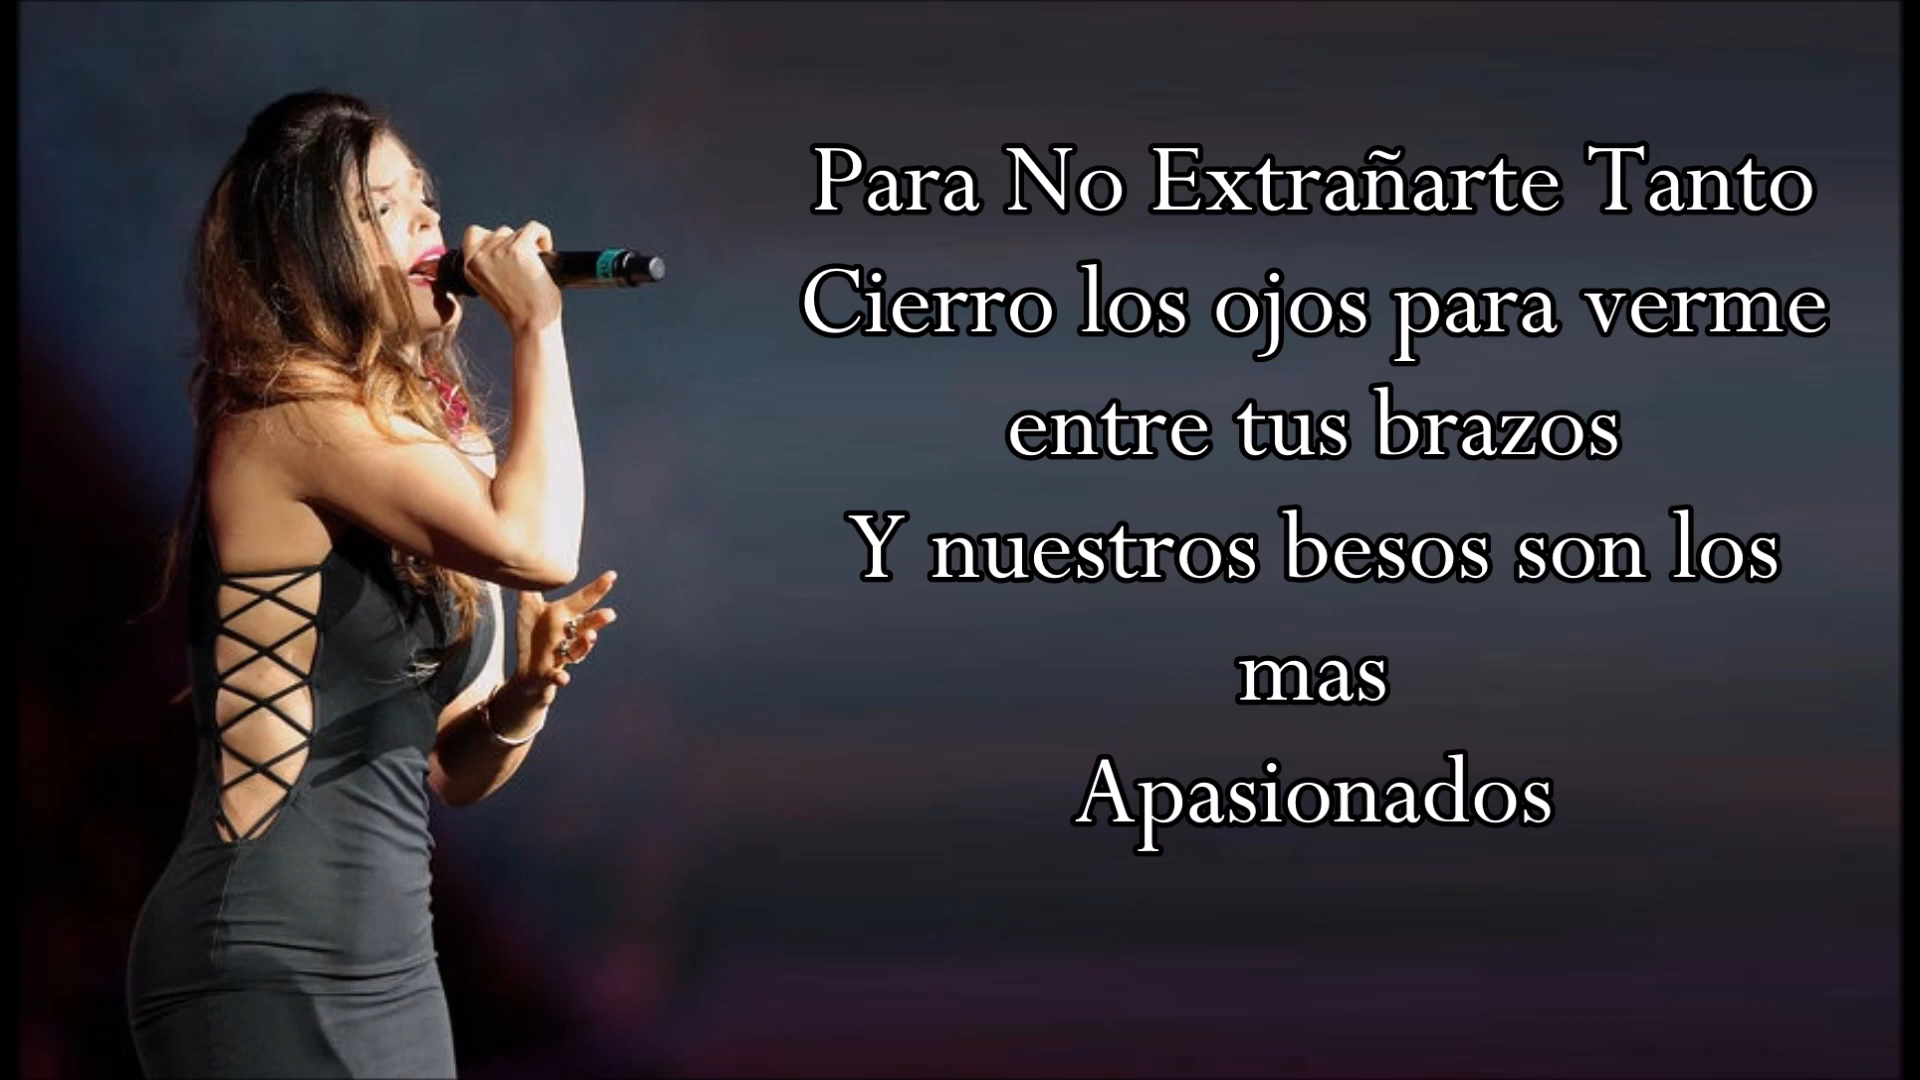 Para No Extrañarte Tanto
Cierro los ojos para verme
entre tus brazos
Y nuestros besos son los
mas
Apasionados